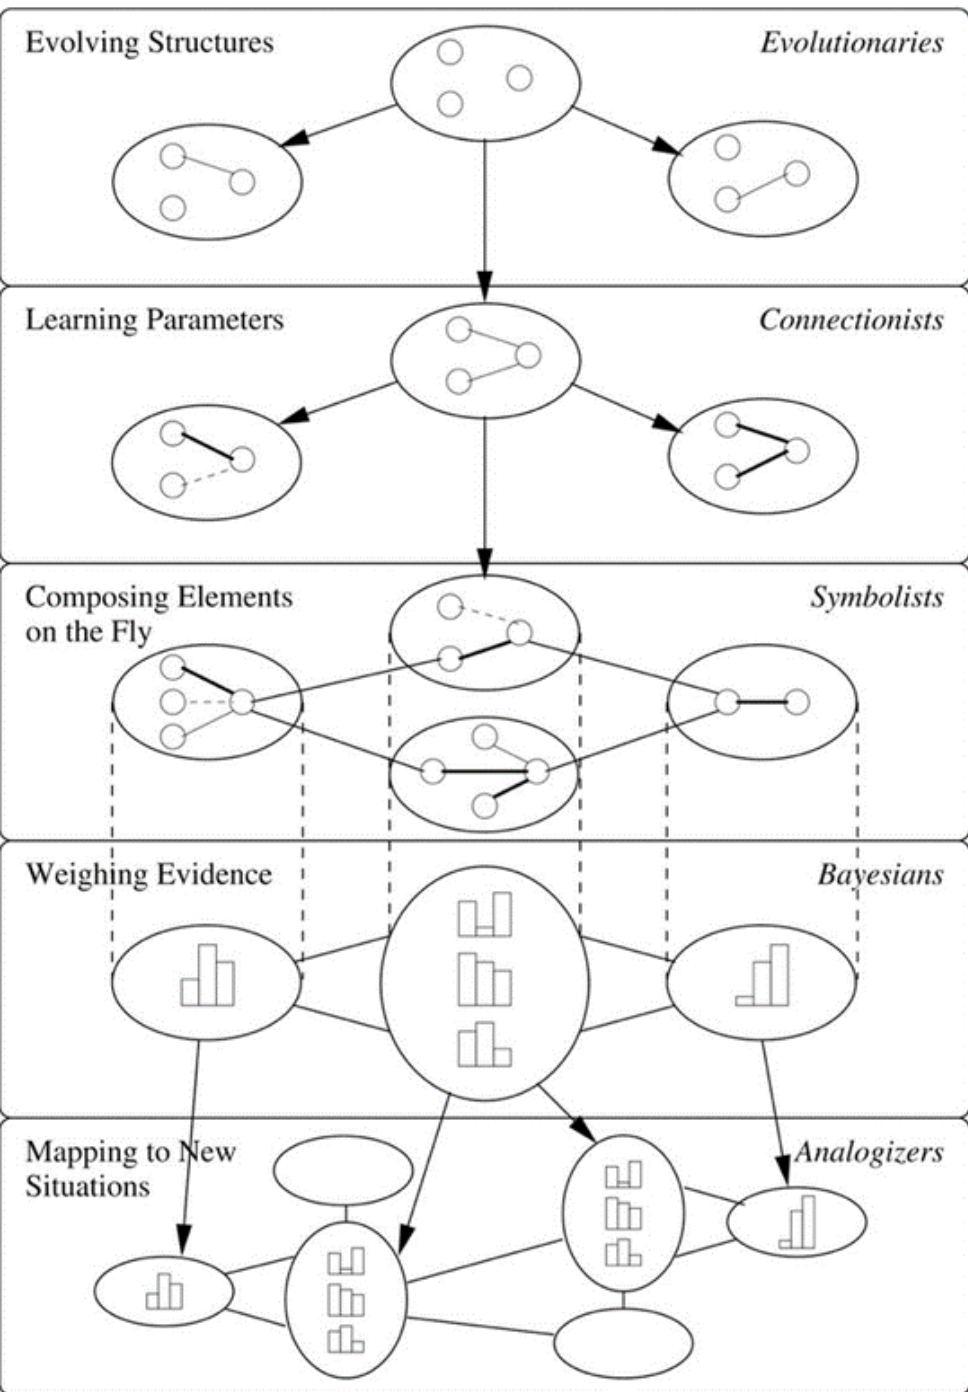 Evolving Structures
Evolutionaries
Learning Parameters
Connectionists
Composing Elements
on the Fly
Symbolists
Weighing Evidence
Bayesians
Mapping to New
Situations
Analogizers